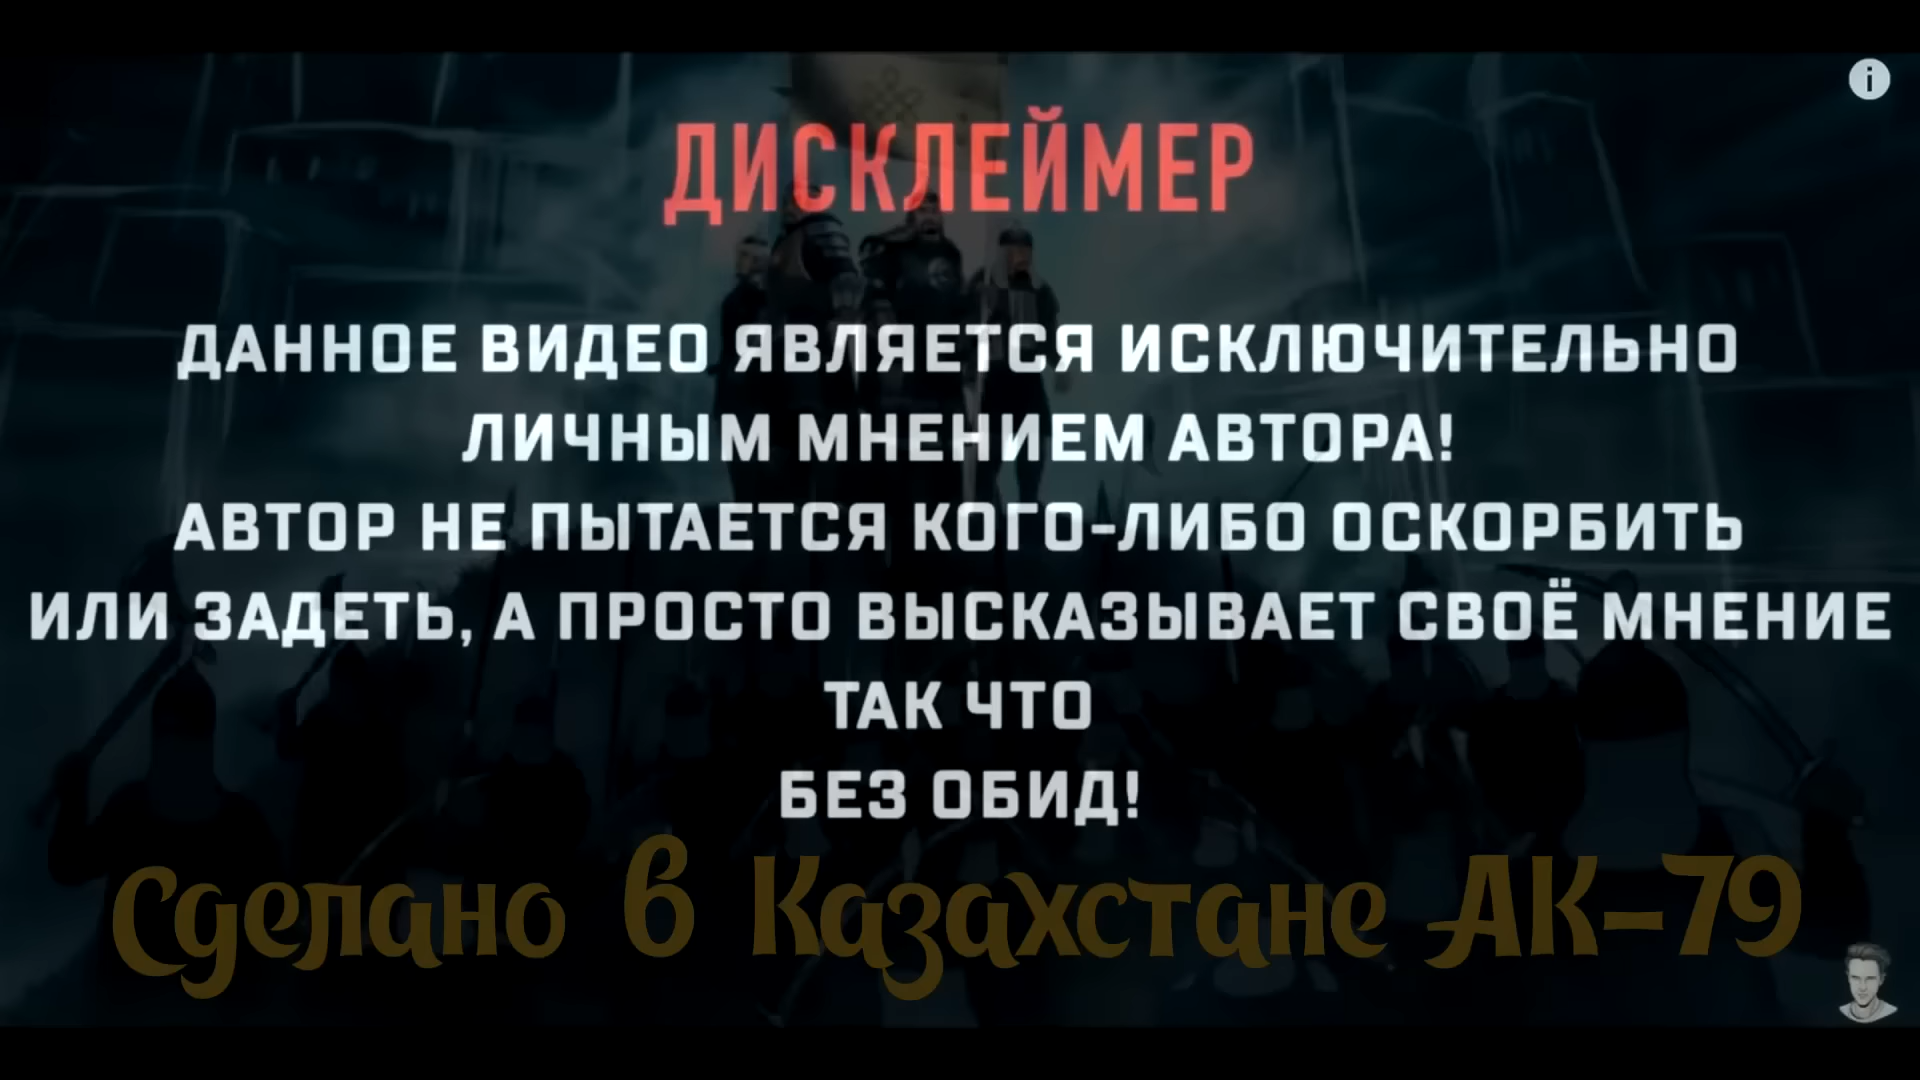 ДИСКЛЕЙМЕР
ДАННОЕ ВИДЕО ЯВЛЯЕТСЯ ИСКЛЮЧИТЕЛЬНО
ЛИЧНЫМ МНЕНИЕМ АВТОРА!
АВТОР НЕ ПЫТАЕТСЯ КОГО-ЛИБО ОСКОРБИТЬ
ИЛИ ЗАДЕТЬ, А ПРОСТО ВЫСКАЗЫВАЕТ СВОЁ МНЕНИЕ
ТАК ЧТО
БЕЗ ОБИД!
Сделано в Казахстане АК-79